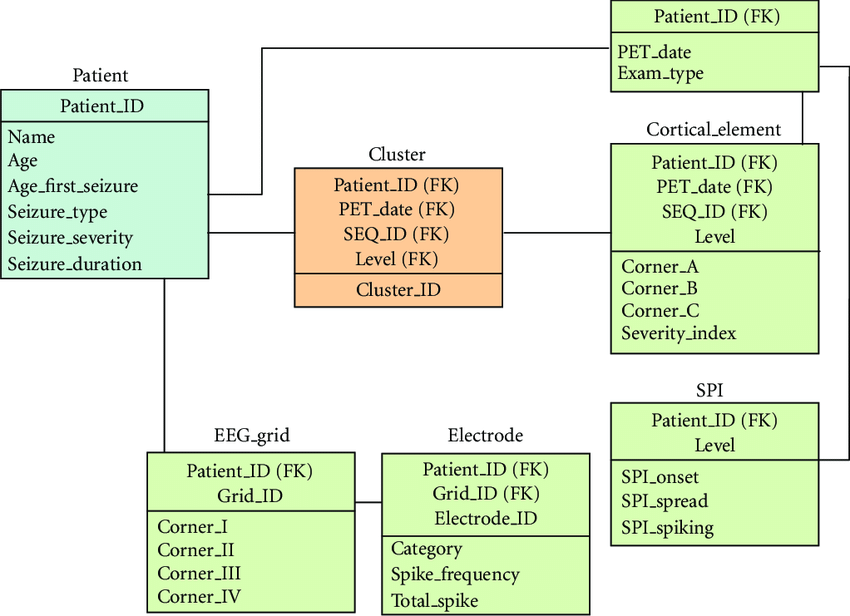 Patient_ID (FK)
PET_date
Exam_type
Patient
Patient_ID
Name
Age
Age_first_seizure
Seizure_type
Seizure_severity
Seizure_duration
Cluster
Patient_ID (FK)
PET_date (FK)
SEQ_ID (FK)
Level (FK)
Cluster_ID
Cortical_element
Patient_ID (FK)
PET_date (FK)
SEQ_ID (FK)
Level
Corner_A
Corner_B
Corner_C
Severity_index
EEG_grid
Patient_ID (FK)
Grid_ID
Corner_I
Corner_II
Corner_III
Corner_IV
Electrode
Patient_ID (FK)
Grid_ID (FK)
Electrode_ID
Category
Spike_frequency
Total_spike
SPI
Patient_ID (FK)
Level
SPI_onset
SPI_spread
SPI_spiking